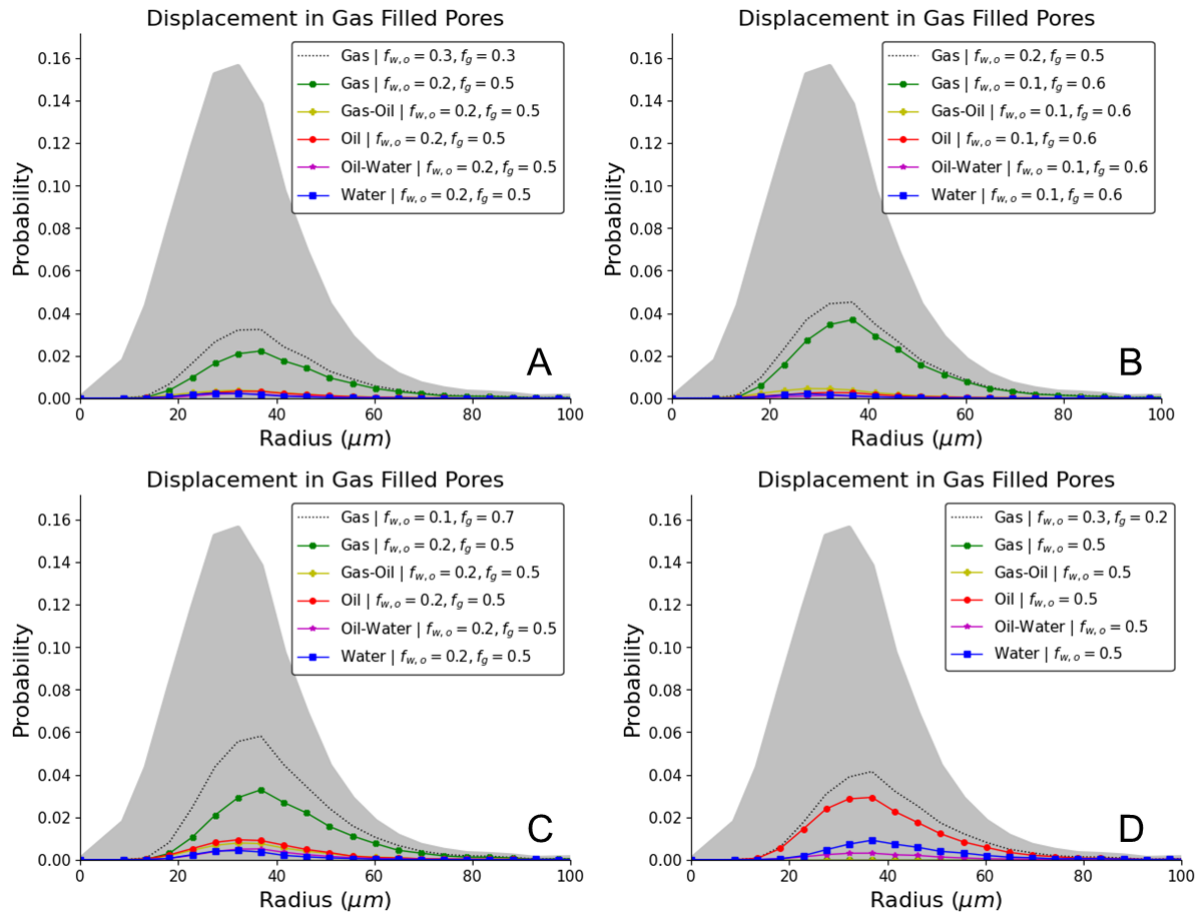 Displacement in Gas Filled Pores
Probability
0.16
0.14
0.12
0.10
0.08
0.06
0.04
0.02
0.00
Gas | f_{w,o} = 0.3, f_g = 0.3
Gas | f_{w,o} = 0.2, f_g = 0.5
Gas-Oil | f_{w,o} = 0.2, f_g = 0.5
Oil | f_{w,o} = 0.2, f_g = 0.5
Oil-Water | f_{w,o} = 0.2, f_g = 0.5
Water | f_{w,o} = 0.2, f_g = 0.5
A
0 20 40 60 80 100
Radius (μm)
Displacement in Gas Filled Pores
Probability
0.16
0.14
0.12
0.10
0.08
0.06
0.04
0.02
0.00
Gas | f_{w,o} = 0.2, f_g = 0.5
Gas | f_{w,o} = 0.1, f_g = 0.6
Gas-Oil | f_{w,o} = 0.1, f_g = 0.6
Oil | f_{w,o} = 0.1, f_g = 0.6
Oil-Water | f_{w,o} = 0.1, f_g = 0.6
Water | f_{w,o} = 0.1, f_g = 0.6
B
0 20 40 60 80 100
Radius (μm)
Displacement in Gas Filled Pores
Probability
0.16
0.14
0.12
0.10
0.08
0.06
0.04
0.02
0.00
Gas | f_{w,o} = 0.1, f_g = 0.7
Gas | f_{w,o} = 0.2, f_g = 0.5
Gas-Oil | f_{w,o} = 0.2, f_g = 0.5
Oil | f_{w,o} = 0.2, f_g = 0.5
Oil-Water | f_{w,o} = 0.2, f_g = 0.5
Water | f_{w,o} = 0.2, f_g = 0.5
C
0 20 40 60 80 100
Radius (μm)
Displacement in Gas Filled Pores
Probability
0.16
0.14
0.12
0.10
0.08
0.06
0.04
0.02
0.00
Gas | f_{w,o} = 0.3, f_g = 0.2
Gas | f_{w,o} = 0.5
Gas-Oil | f_{w,o} = 0.5
Oil | f_{w,o} = 0.5
Oil-Water | f_{w,o} = 0.5
Water | f_{w,o} = 0.5
D
0 20 40 60 80 100
Radius (μm)